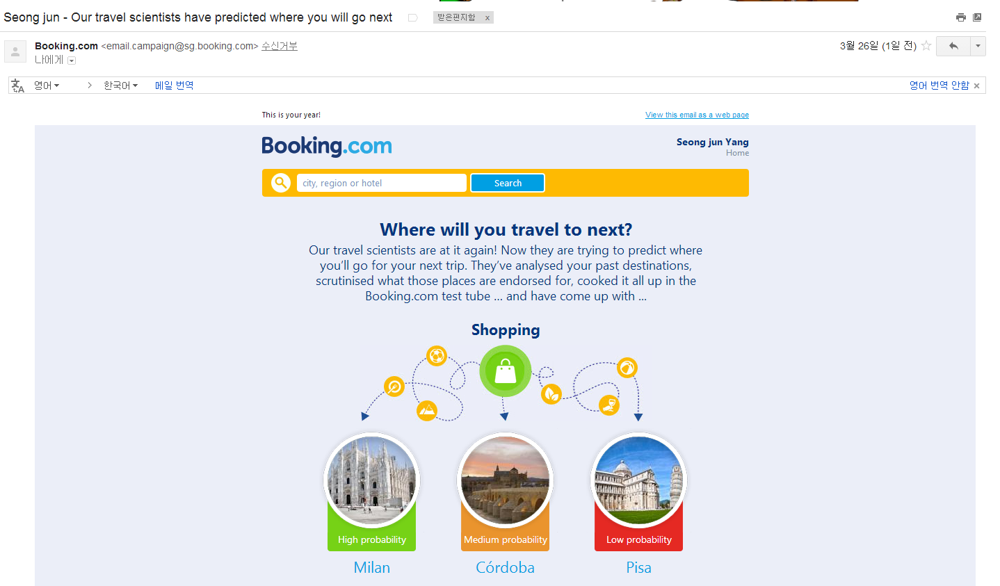 Seong jun - Our travel scientists have predicted where you will go next 받은편지함 x
Booking.com <email.campaign@sg.booking.com> 수신거부 3월 26일 (1일 전)
나에게
영어 > 한국어 메일 번역 영어 번역 안함 ×
This is your year! View this email as a web page
Booking.com Seong jun Yang
Home
city, region or hotel Search
Where will you travel to next?
Our travel scientists are at it again! Now they are trying to predict where
you'll go for your next trip. They've analysed your past destinations,
scrutinised what those places are endorsed for, cooked it all up in the
Booking.com test tube ... and have come up with ...
Shopping
High probability Medium probability Low probability
Milan Córdoba Pisa